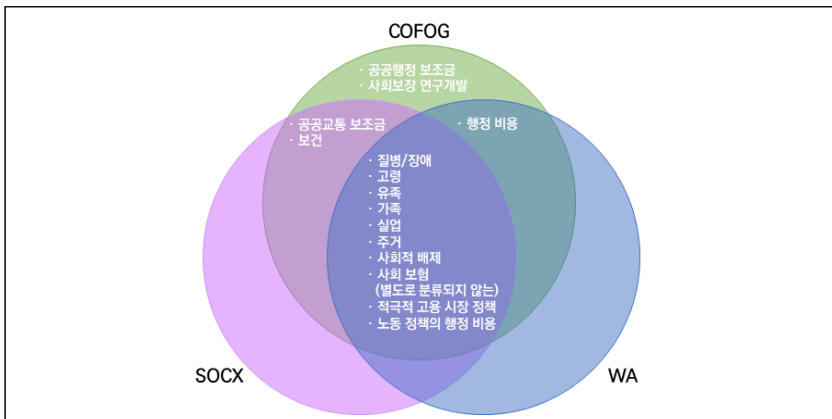 COFOG
· 공공행정 보조금
· 사회보장 연구개발
· 공공교통 보조금
· 보건
· 행정 비용
· 질병/장애
· 고령
· 유족
· 가족
· 실업
· 주거
· 사회적 배제
· 사회 보험
(별도로 분류되지 않는)
· 적극적 고용 시장 정책
· 노동 정책의 행정 비용
SOCX
WA